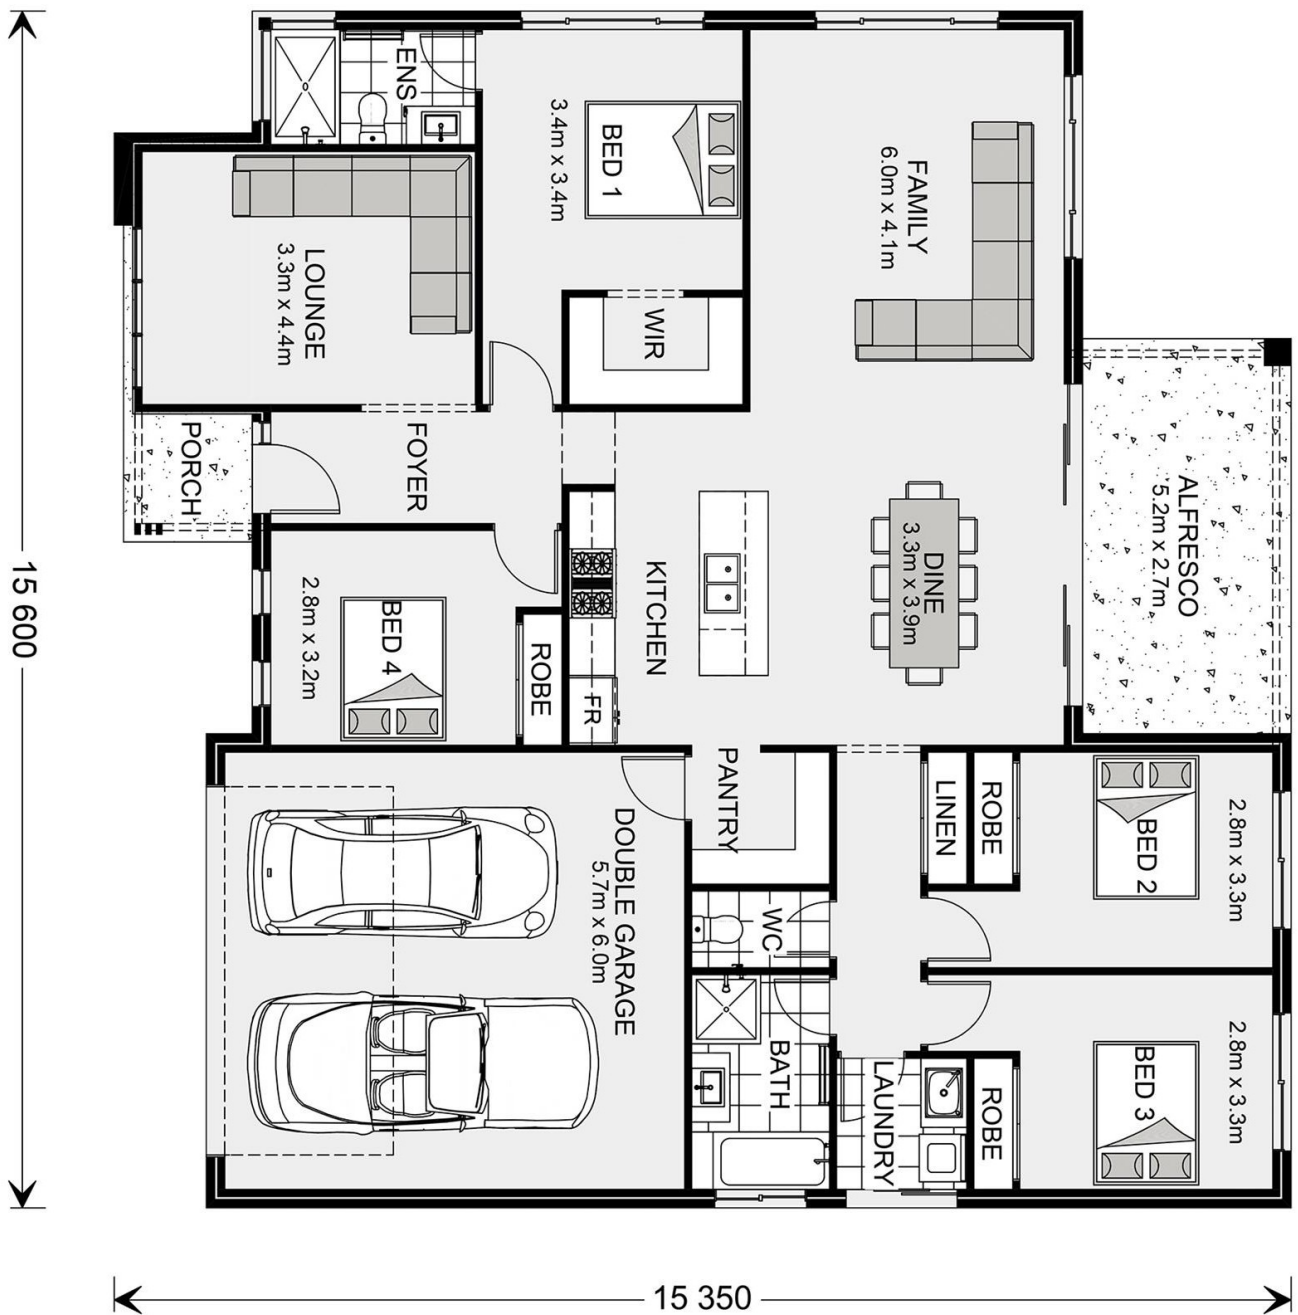 ENS
BED 1
3.4m x 3.4m
FAMILY
6.0m x 4.1m
LOUNGE
3.3m x 4.4m
WIR
PORCH
FOYER
ALFRESCO
5.2m x 2.7m
DINE
3.3m x 3.9m
KITCHEN
BED 4
2.8m x 3.2m
ROBE
FR
PANTRY
LINEN
ROBE
BED 2
2.8m x 3.3m
DOUBLE GARAGE
5.7m x 6.0m
WC
BATH
LAUNDRY
ROBE
BED 3
2.8m x 3.3m
15 600
15 350